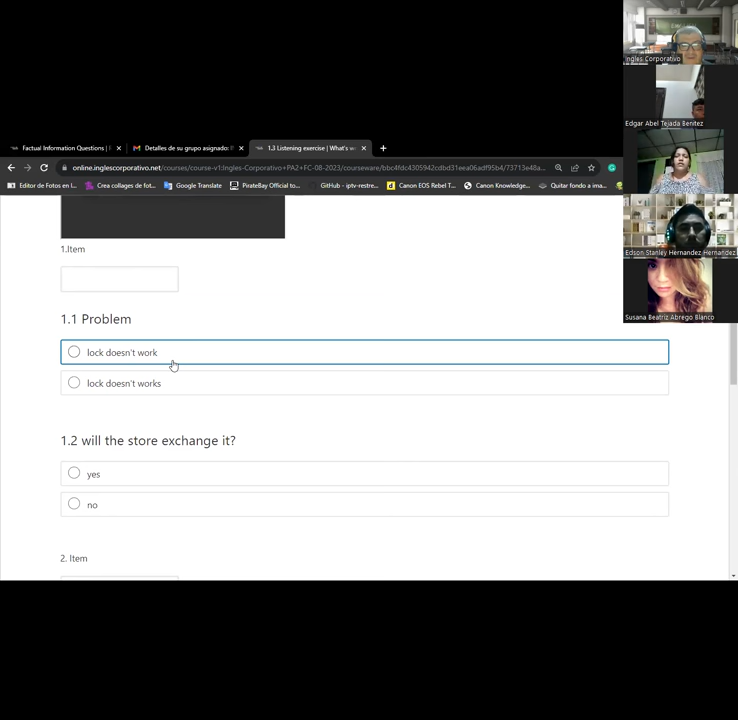 Ingles Corporativo
Edgar Abel Tejada Benitez
Factual Information Questions |
Detalles de su grupo asignado:
1.3 Listening exercise | What's w
online.inglescorporativo.net/courses/course-v1:Ingles-Corporativo+PA2+FC-08-2023/courseware/bbc4fdc4305942cdbd31eea06adf95b4/73713e48a...
Editor de Fotos en l...
Crea collages de fot...
Google Translate
PirateBay Official to...
GitHub - iptv-restre...
Canon EOS Rebel T...
Canon Knowledge...
Quitar fondo a ima...
Edson Stanley Hernandez Hernandez
Susana Beatriz Abrego Blanco
1.Item
1.1 Problem
lock doesn't work
lock doesn't works
1.2 will the store exchange it?
yes
no
2. Item